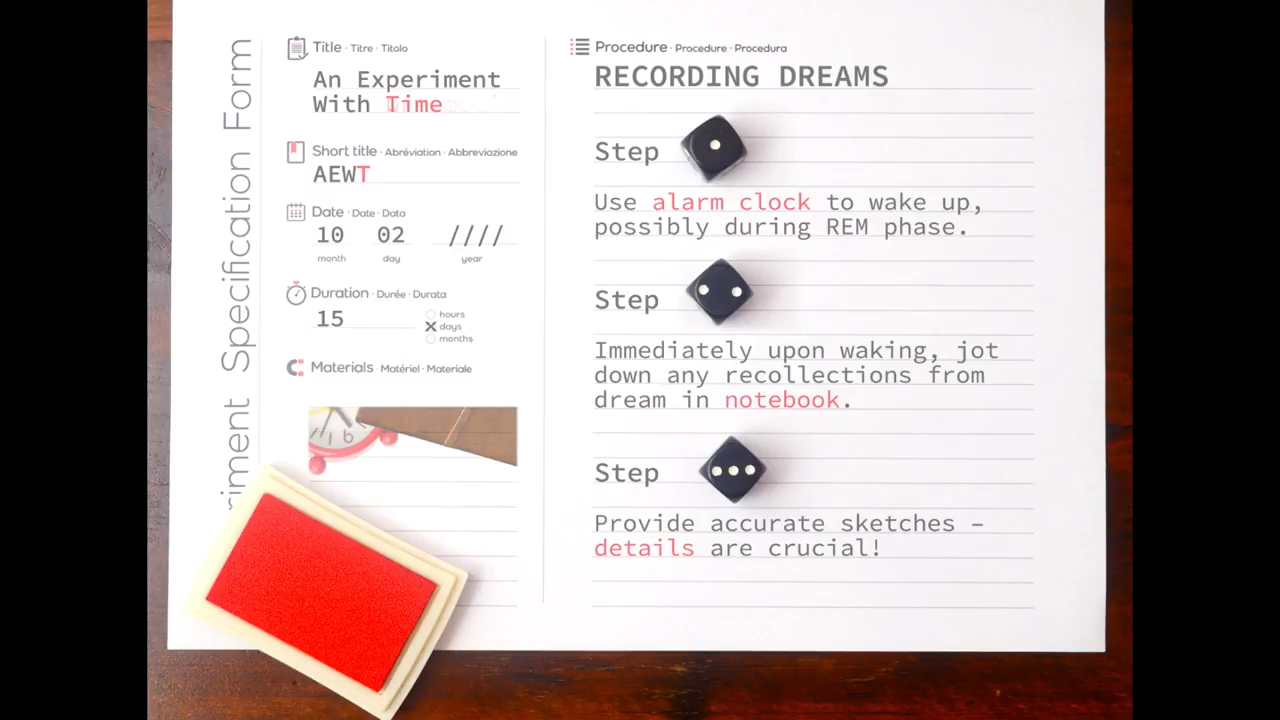 riment Specification Form
Title · Titre · Titolo
An Experiment
With Time
Short title · Abréviation · Abbreviazione
AEWT
Date · Date · Data
10 02 ////
month day year
Duration · Durée · Durata
15
hours
X days
months
Materials · Matériel · Materiale
6
Procedure · Procedure · Procedura
RECORDING DREAMS
Step
Use alarm clock to wake up,
possibly during REM phase.
Step
Immediately upon waking, jot
down any recollections from
dream in notebook.
Step
Provide accurate sketches –
details are crucial!